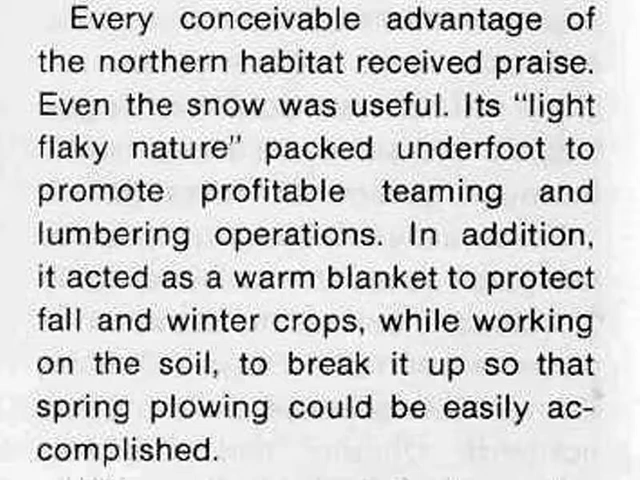 Every conceivable advantage of
the northern habitat received praise.
Even the snow was useful. Its “light
flaky nature” packed underfoot to
promote profitable teaming and
lumbering operations. In addition,
it acted as a warm blanket to protect
fall and winter crops, while working
on the soil, to break it up so that
spring plowing could be easily ac-
complished.